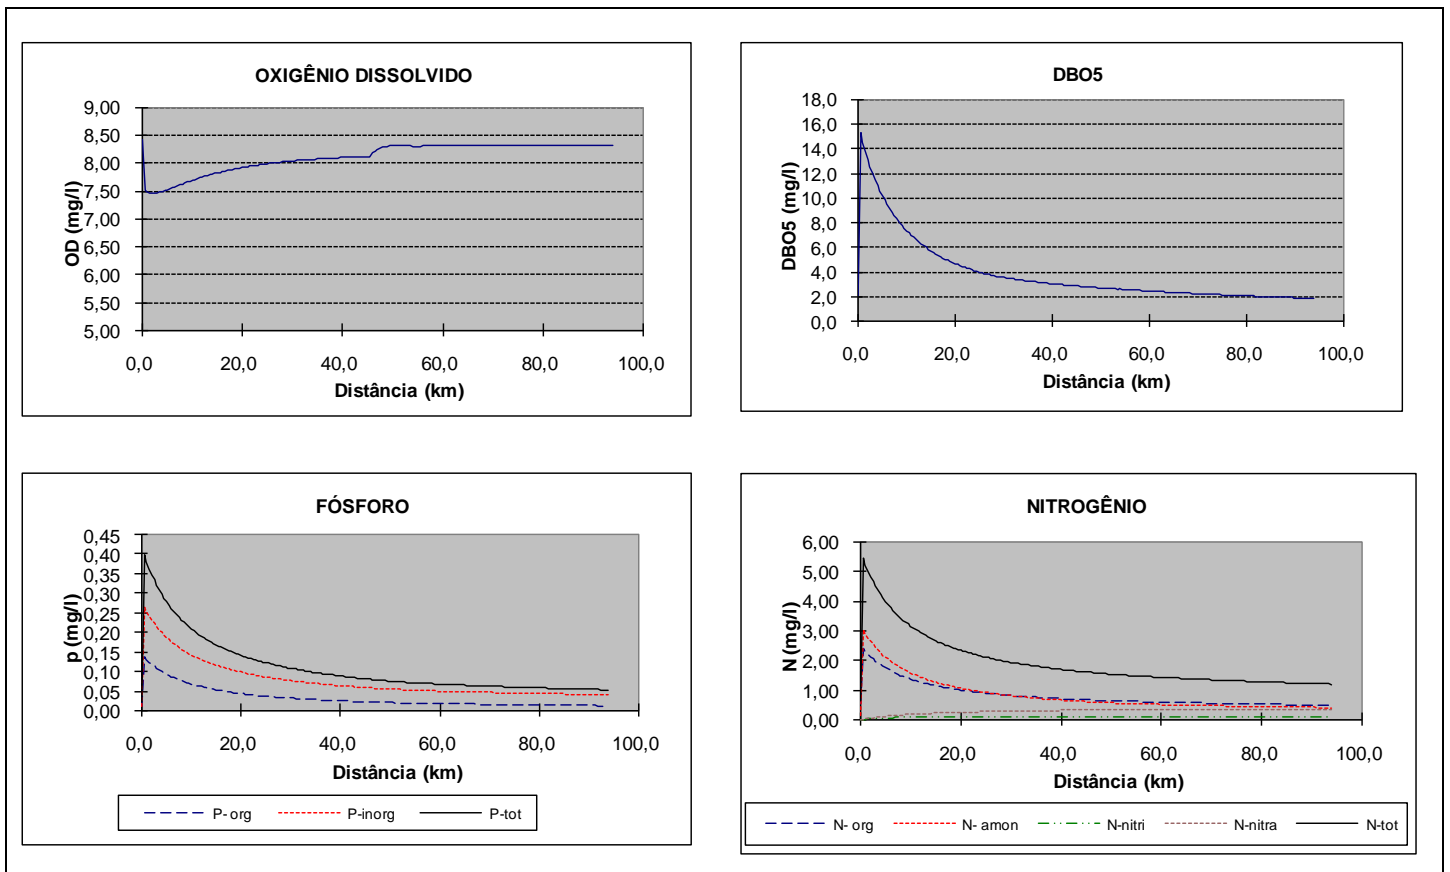 OXIGÊNIO DISSOLVIDO
OD (mg/l)
9,00
8,50
8,00
7,50
7,00
6,50
6,00
5,50
5,00
0,0 20,0 40,0 60,0 80,0 100,0
Distância (km)
DBO5
DBO5 (mg/l)
18,0
16,0
14,0
12,0
10,0
8,0
6,0
4,0
2,0
0,0
0,0 20,0 40,0 60,0 80,0 100,0
Distância (km)
FÓSFORO
p (mg/l)
0,45
0,40
0,35
0,30
0,25
0,20
0,15
0,10
0,05
0,00
0,0 20,0 40,0 60,0 80,0 100,0
Distância (km)
P- org P-inorg P-tot
NITROGÊNIO
N (mg/l)
6,00
5,00
4,00
3,00
2,00
1,00
0,00
0,0 20,0 40,0 60,0 80,0 100,0
Distância (km)
N- org N- amon N-nitri N-nitra N-tot